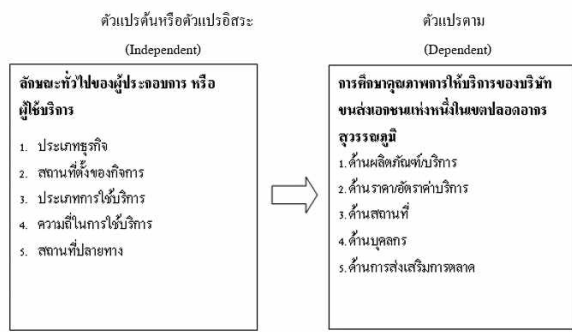 ตัวแปรต้นหรือตัวแปรอิสระ
(Independent)
ลักษณะทั่วไปของผู้ประกอบการ หรือ
ผู้ใช้บริการ
1. ประเภทธุรกิจ
2. สถานที่ตั้งของกิจการ
3. ประเภทการใช้บริการ
4. ความถี่ในการใช้บริการ
5. สถานที่ปลายทาง
ตัวแปรตาม
(Dependent)
การศึกษาคุณภาพการให้บริการของบริษัท
ขนส่งเอกชนแห่งหนึ่งในเขตปลอดอากร
สุวรรณภูมิ
1.ด้านผลิตภัณฑ์/บริการ
2.ด้านราคา/อัตราค่าบริการ
3.ด้านสถานที่
4.ด้านบุคลกร
5.ด้านการส่งเสริมการตลาด